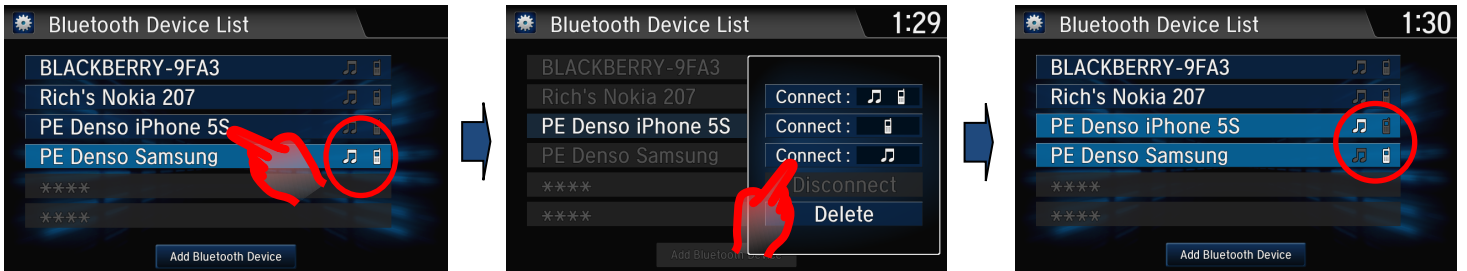 Bluetooth Device List
BLACKBERRY-9FA3
Rich's Nokia 207
PE Denso iPhone 5S
PE Denso Samsung
****
****
Add Bluetooth Device
Bluetooth Device List 1:29
BLACKBERRY-9FA3
Rich's Nokia 207
PE Denso iPhone 5S
PE Denso Samsung
****
****
Connect :
Connect :
Connect :
Disconnect
Delete
Add Bluetooth Device
Bluetooth Device List 1:30
BLACKBERRY-9FA3
Rich's Nokia 207
PE Denso iPhone 5S
PE Denso Samsung
****
****
Add Bluetooth Device